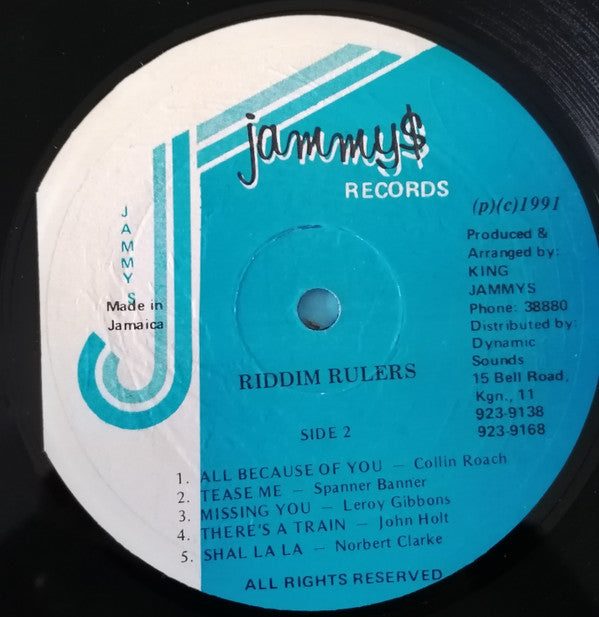 jammy$
RECORDS
JAMMYS
Made in
Jamaica
(p)(c)1991
Produced &
Arranged by:
KING
JAMMYS
Phone: 38880
Distributed by:
Dynamic
Sounds
15 Bell Road,
Kgn., 11
923-9138
923-9168
RIDDIM RULERS
SIDE 2
1. ALL BECAUSE OF YOU — Collin Roach
2. TEASE ME — Spanner Banner
3. MISSING YOU — Leroy Gibbons
4. THERE'S A TRAIN — John Holt
5. SHAL LA LA — Norbert Clarke
ALL RIGHTS RESERVED